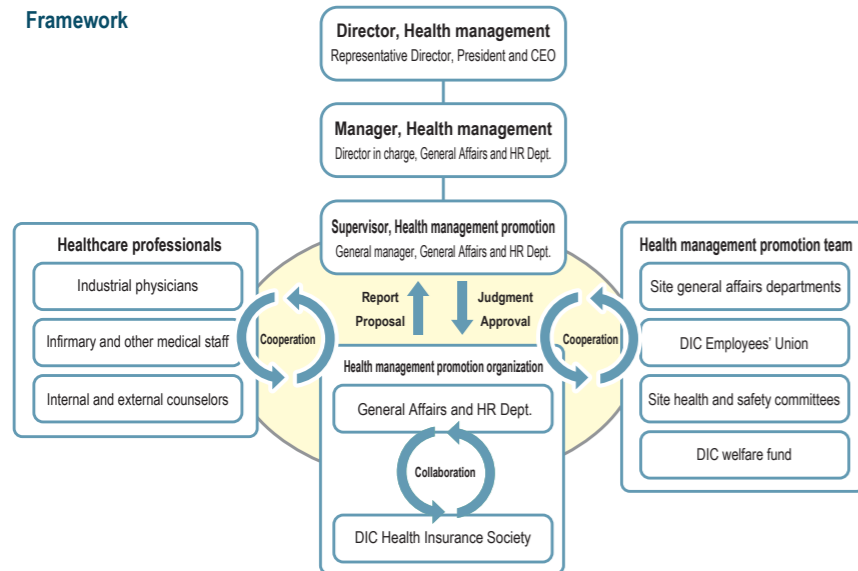 Framework
Director, Health management
Representative Director, President and CEO
Manager, Health management
Director in charge, General Affairs and HR Dept.
Supervisor, Health management promotion
General manager, General Affairs and HR Dept.
Healthcare professionals
Industrial physicians
Infirmary and other medical staff
Internal and external counselors
Cooperation
Report
Proposal
Judgment
Approval
Cooperation
Health management promotion organization
General Affairs and HR Dept.
Collaboration
DIC Health Insurance Society
Health management promotion team
Site general affairs departments
DIC Employees’ Union
Site health and safety committees
DIC welfare fund